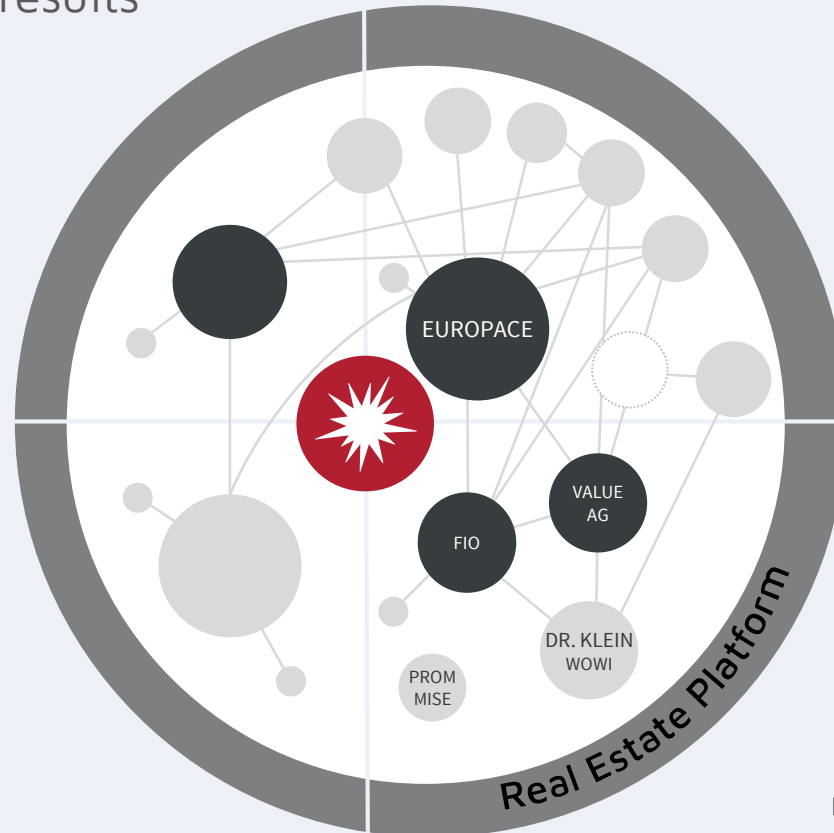 results
EUROPACE
VALUE
AG
FIO
DR. KLEIN
WOWI
PROM
MISE
Real Estate Platform